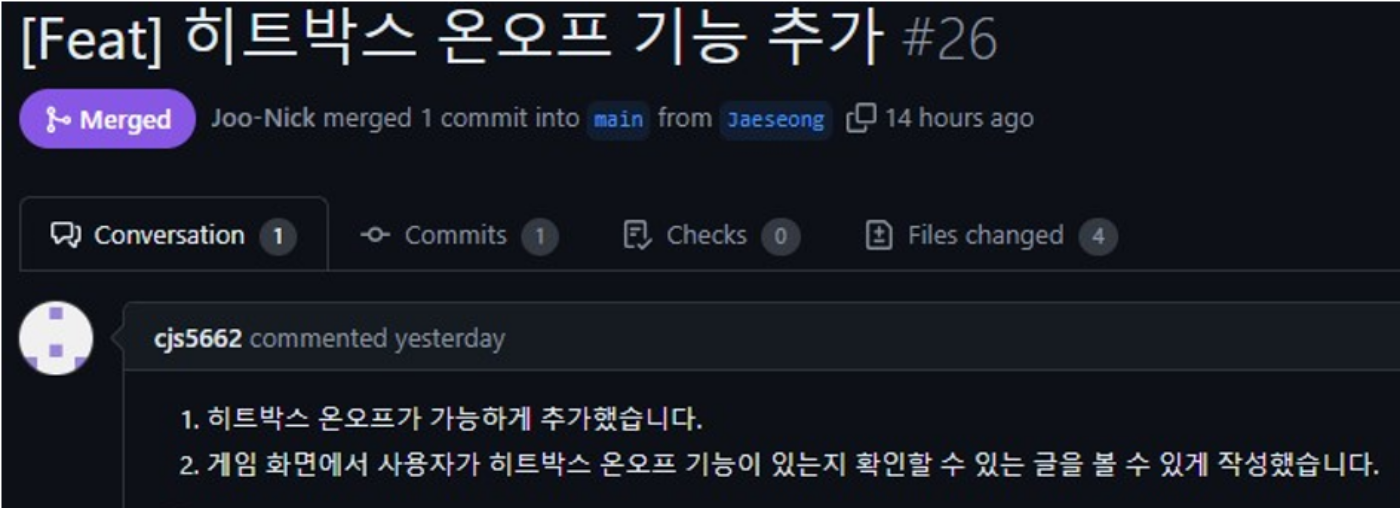 [Feat] 히트박스 온오프 기능 추가 #26
Merged Joo-Nick merged 1 commit into main from Jaeseong 14 hours ago
Conversation 1 Commits 1 Checks 0 Files changed 4
cjs5662 commented yesterday
1. 히트박스 온오프가 가능하게 추가했습니다.
2. 게임 화면에서 사용자가 히트박스 온오프 기능이 있는지 확인할 수 있는 글을 볼 수 있게 작성했습니다.